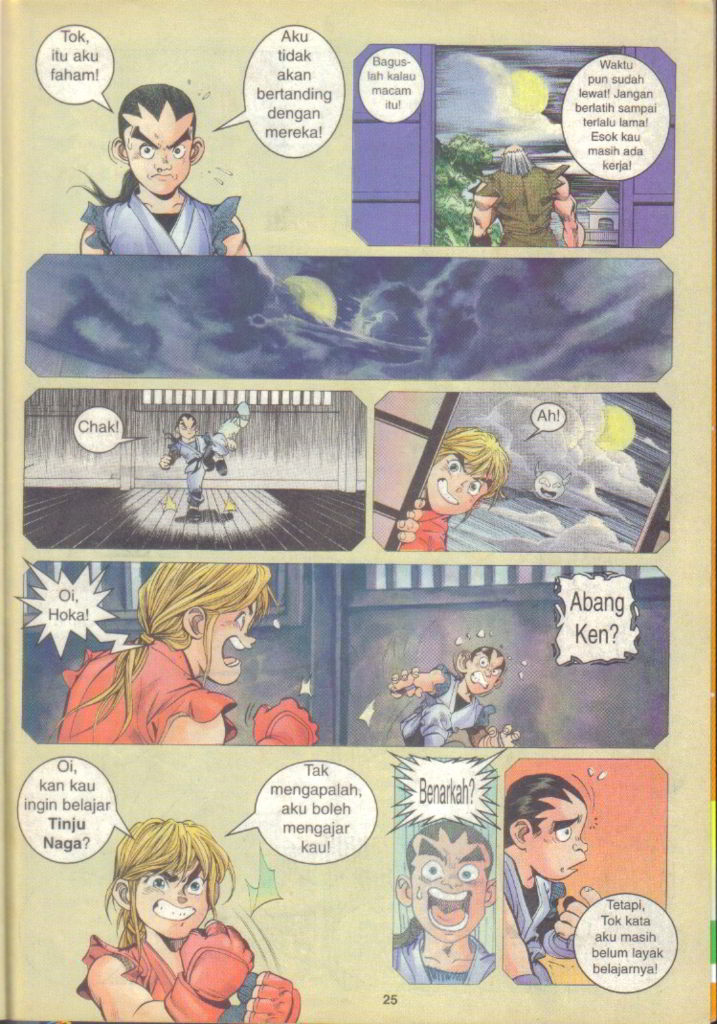 Tok,
itu aku
faham!
Aku
tidak
akan
bertanding
dengan
mereka!
Bagus-
lah kalau
macam
itu!
Waktu
pun sudah
lewat! Jangan
berlatih sampai
terlalu lama!
Esok kau
masih ada
kerja!
Chak!
Ah!
Oi,
Hoka!
Abang
Ken?
Oi,
kan kau
ingin belajar
Tinju
Naga?
Tak
mengapalah,
aku boleh
mengajar
kau!
Benarkah?
Tetapi,
Tok kata
aku masih
belum layak
belajarnya!
25